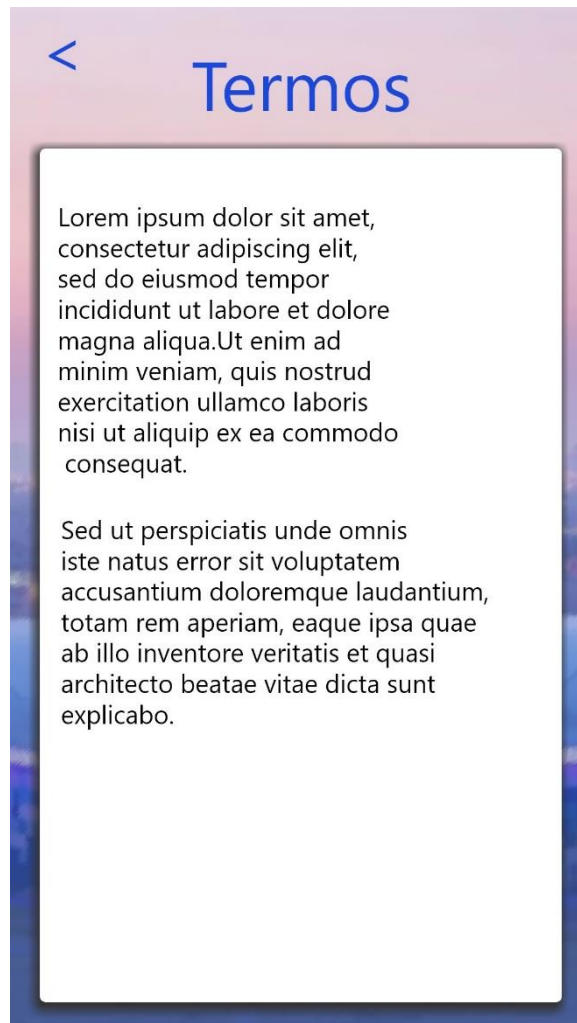 <
Termos
Lorem ipsum dolor sit amet,
consectetur adipiscing elit,
sed do eiusmod tempor
incididunt ut labore et dolore
magna aliqua.Ut enim ad
minim veniam, quis nostrud
exercitation ullamco laboris
nisi ut aliquip ex ea commodo
consequat.
Sed ut perspiciatis unde omnis
iste natus error sit voluptatem
accusantium doloremque laudantium,
totam rem aperiam, eaque ipsa quae
ab illo inventore veritatis et quasi
architecto beatae vitae dicta sunt
explicabo.